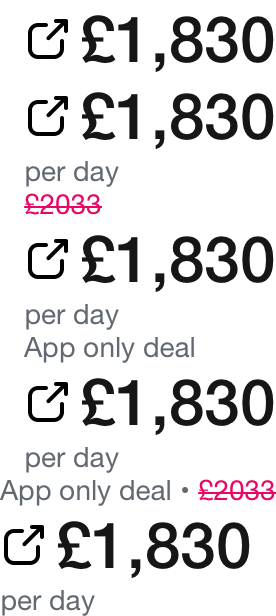 £1,830
£1,830
per day
£2033
£1,830
per day
App only deal
£1,830
per day
App only deal • £2033
£1,830
per day